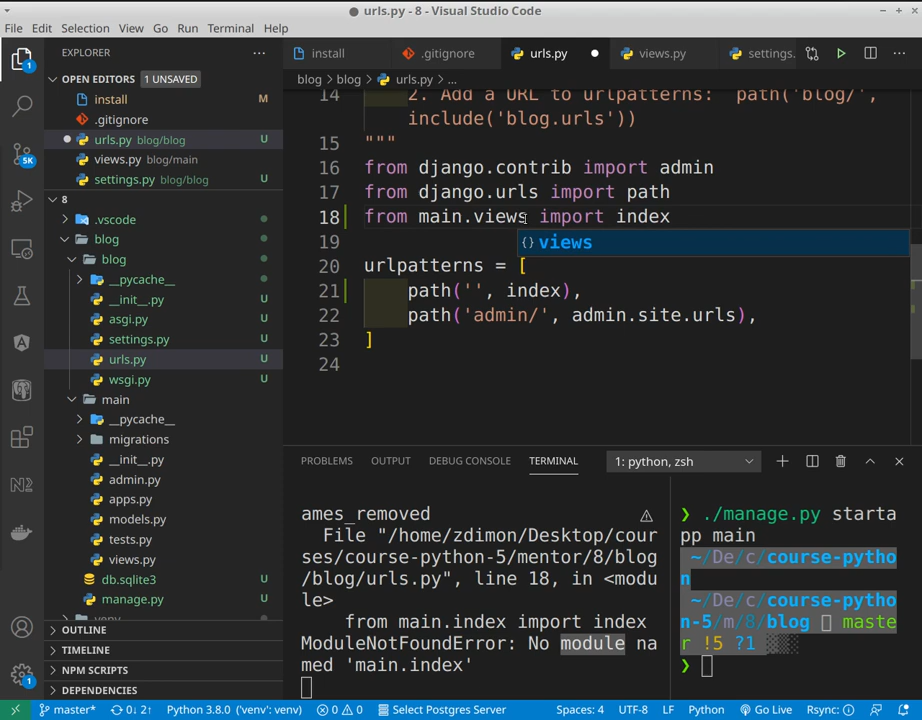 urls.py - 8 - Visual Studio Code
File Edit Selection View Go Run Terminal Help
EXPLORER
install
.gitignore
urls.py
views.py
settings.
blog > blog > urls.py > ...
OPEN EDITORS 1 UNSAVED
install M
.gitignore
urls.py blog/blog U
views.py blog/main
settings.py blog/blog U
8
.vscode
blog
blog
__pycache__
__init__.py U
asgi.py U
settings.py U
urls.py U
wsgi.py U
main
__pycache__
migrations
__init__.py
admin.py
apps.py
models.py
tests.py
views.py
db.sqlite3 U
manage.py U
venv
OUTLINE
TIMELINE
NPM SCRIPTS
DEPENDENCIES
1
5K
1
14 2. Add a URL to urlpatterns: path('blog/',
include('blog.urls'))
15 """
16 from django.contrib import admin
17 from django.urls import path
18 from main.views import index
19
{} views
20 urlpatterns = [
21 path('', index),
22 path('admin/', admin.site.urls),
23 ]
24
PROBLEMS OUTPUT DEBUG CONSOLE TERMINAL 1: python, zsh
ames_removed
File "/home/zdimon/Desktop/cour
ses/course-python-5/mentor/8/blog
/blog/urls.py", line 18, in <modu
le>
from main.index import index
ModuleNotFoundError: No module na
med 'main.index'
❯ ./manage.py starta
pp main
~/De/c/course-pytho
n
~/De/c/course-pytho
n-5/m/8/blog maste
r !5 ?1
❯
master* 0↓ 2↑ Python 3.8.0 ('venv': venv) 0 0 Select Postgres Server Spaces: 4 UTF-8 LF Python Go Live Rsync: